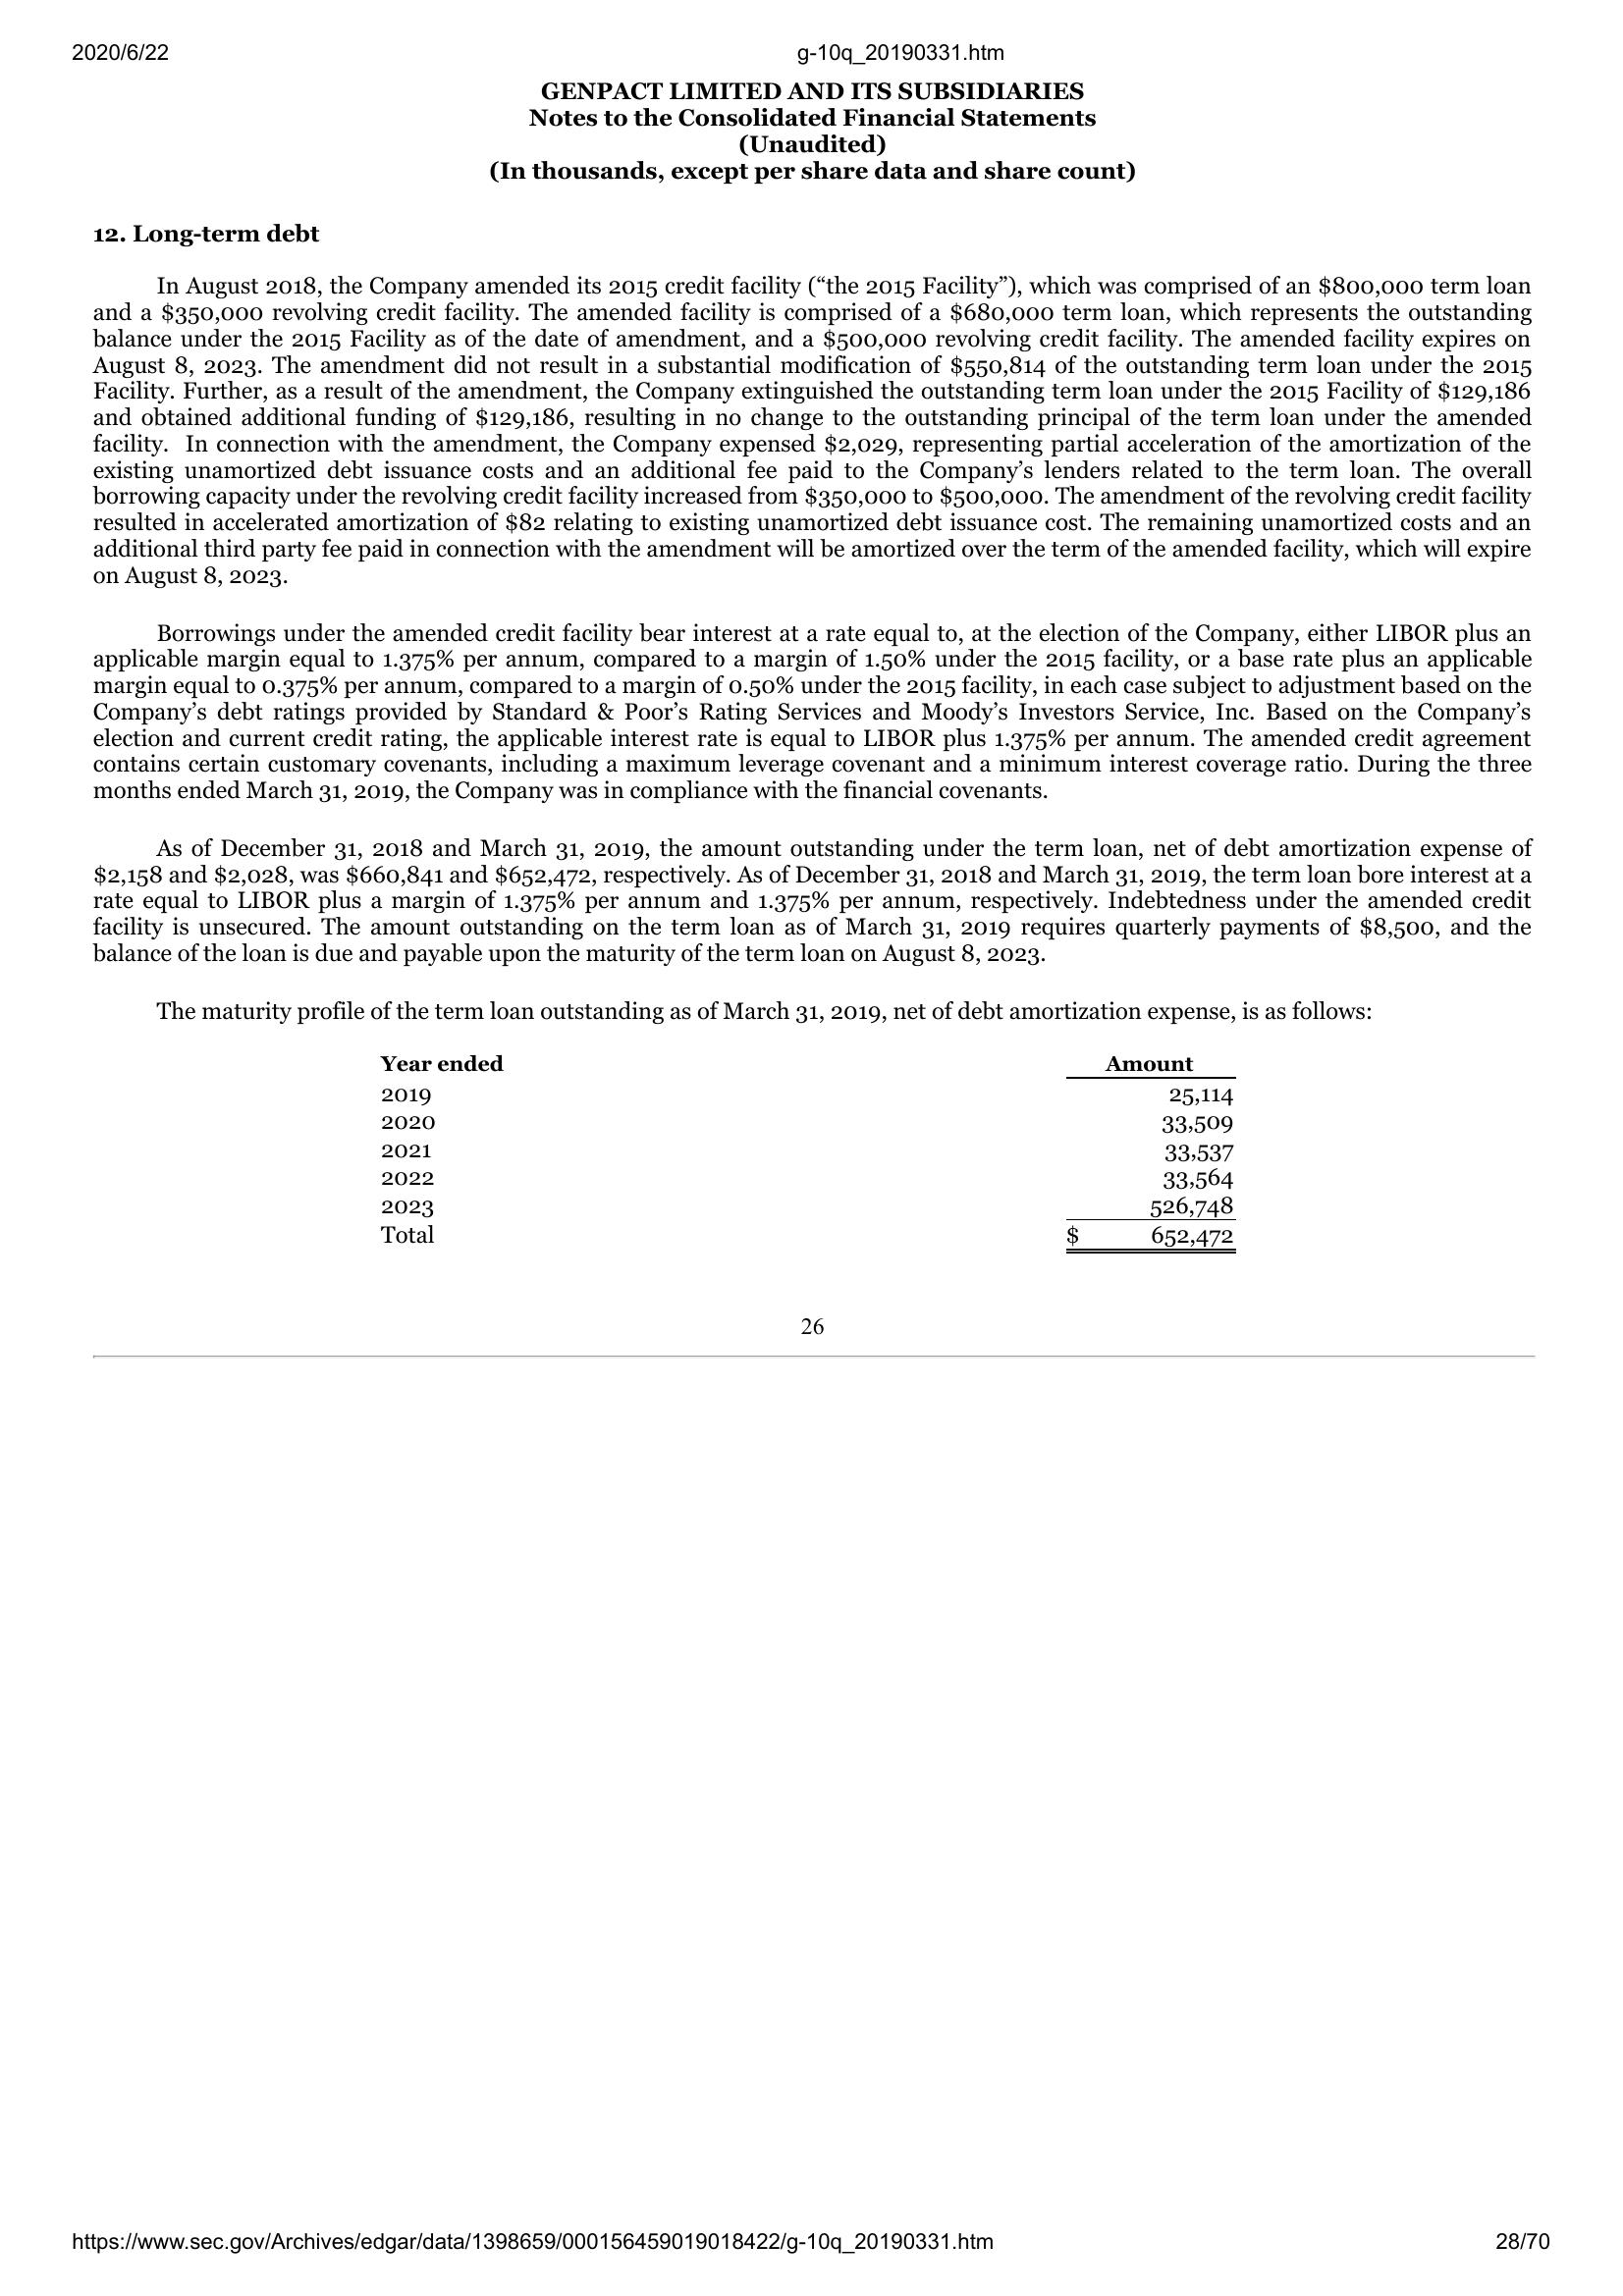 2020/6/22
g-10q_20190331.htm
GENPACT LIMITED AND ITS SUBSIDIARIES
Notes to the Consolidated Financial Statements
(Unaudited)
(In thousands, except per share data and share count)
12. Long-term debt
In August 2018, the Company amended its 2015 credit facility (“the 2015 Facility”), which was comprised of an $800,000 term loan
and a $350,000 revolving credit facility. The amended facility is comprised of a $680,000 term loan, which represents the outstanding
balance under the 2015 Facility as of the date of amendment, and a $500,000 revolving credit facility. The amended facility expires on
August 8, 2023. The amendment did not result in a substantial modification of $550,814 of the outstanding term loan under the 2015
Facility. Further, as a result of the amendment, the Company extinguished the outstanding term loan under the 2015 Facility of $129,186
and obtained additional funding of $129,186, resulting in no change to the outstanding principal of the term loan under the amended
facility. In connection with the amendment, the Company expensed $2,029, representing partial acceleration of the amortization of the
existing unamortized debt issuance costs and an additional fee paid to the Company’s lenders related to the term loan. The overall
borrowing capacity under the revolving credit facility increased from $350,000 to $500,000. The amendment of the revolving credit facility
resulted in accelerated amortization of $82 relating to existing unamortized debt issuance cost. The remaining unamortized costs and an
additional third party fee paid in connection with the amendment will be amortized over the term of the amended facility, which will expire
on August 8, 2023.
Borrowings under the amended credit facility bear interest at a rate equal to, at the election of the Company, either LIBOR plus an
applicable margin equal to 1.375% per annum, compared to a margin of 1.50% under the 2015 facility, or a base rate plus an applicable
margin equal to 0.375% per annum, compared to a margin of 0.50% under the 2015 facility, in each case subject to adjustment based on the
Company’s debt ratings provided by Standard & Poor’s Rating Services and Moody’s Investors Service, Inc. Based on the Company’s
election and current credit rating, the applicable interest rate is equal to LIBOR plus 1.375% per annum. The amended credit agreement
contains certain customary covenants, including a maximum leverage covenant and a minimum interest coverage ratio. During the three
months ended March 31, 2019, the Company was in compliance with the financial covenants.
As of December 31, 2018 and March 31, 2019, the amount outstanding under the term loan, net of debt amortization expense of
$2,158 and $2,028, was $660,841 and $652,472, respectively. As of December 31, 2018 and March 31, 2019, the term loan bore interest at a
rate equal to LIBOR plus a margin of 1.375% per annum and 1.375% per annum, respectively. Indebtedness under the amended credit
facility is unsecured. The amount outstanding on the term loan as of March 31, 2019 requires quarterly payments of $8,500, and the
balance of the loan is due and payable upon the maturity of the term loan on August 8, 2023.
The maturity profile of the term loan outstanding as of March 31, 2019, net of debt amortization expense, is as follows:
Year ended Amount
2019 25,114
2020 33,509
2021 33,537
2022 33,564
2023 526,748
Total $ 652,472
26
https://www.sec.gov/Archives/edgar/data/1398659/000156459019018422/g-10q_20190331.htm
28/70